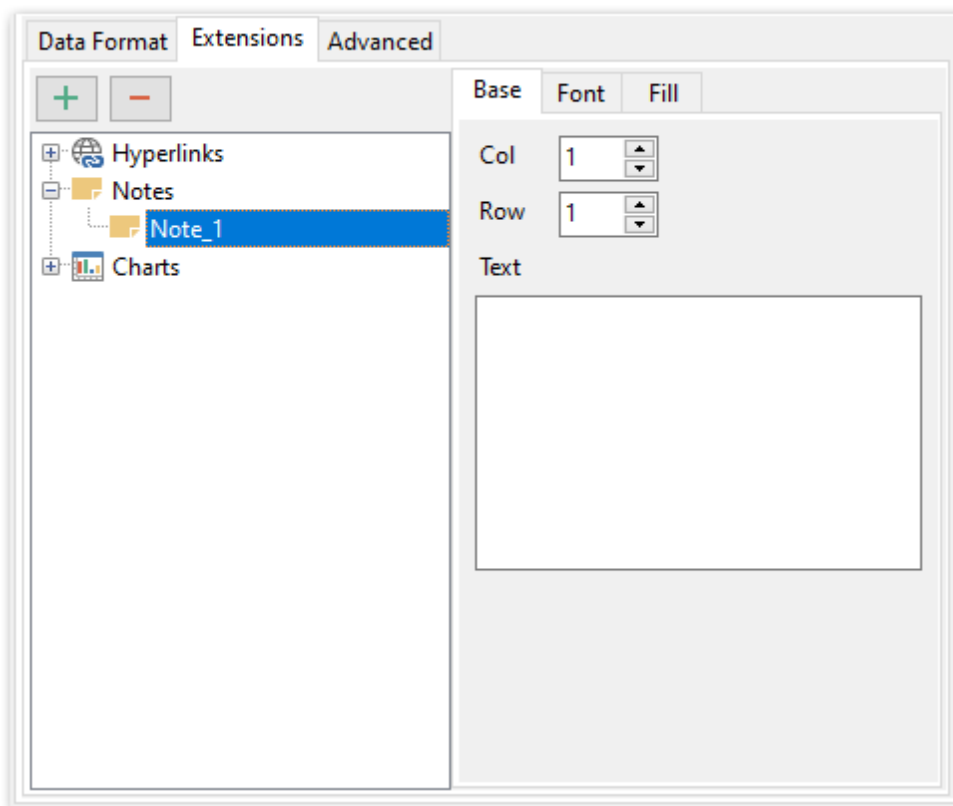 Data Format Extensions Advanced
Base Font Fill
Hyperlinks
Notes
Note_1
Charts
Col 1
Row 1
Text